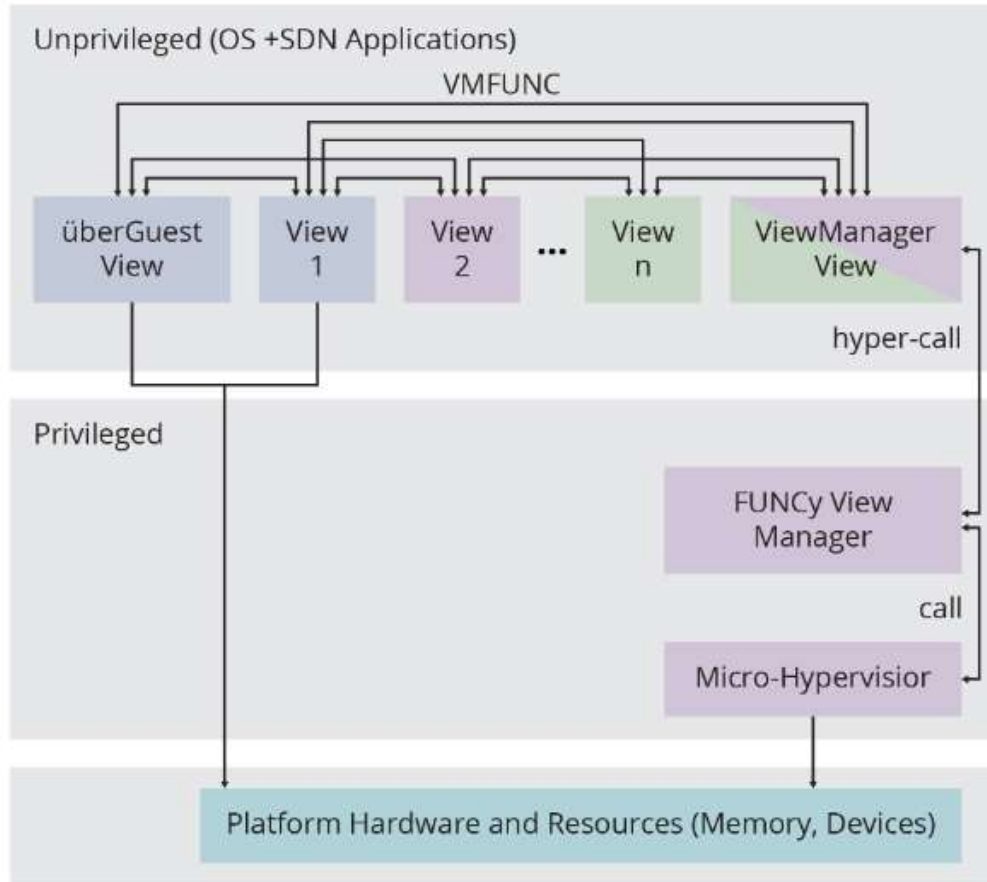 Unprivileged (OS +SDN Applications)
VMFUNC
überGuest
View
View
1
View
2
...
View
n
ViewManager
View
hyper-call
Privileged
FUNCy View
Manager
call
Micro-Hypervisior
Platform Hardware and Resources (Memory, Devices)